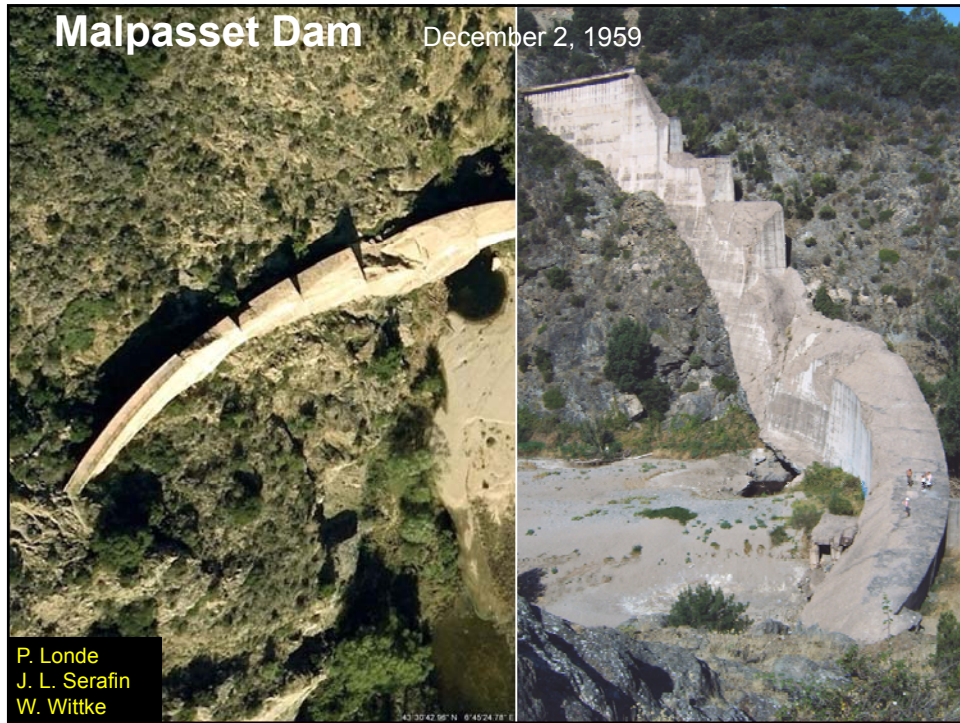 Malpasset Dam December 2, 1959
P. Londe
J. L. Serafin
W. Wittke
43°30'42.96" N 6°45'24.78" E